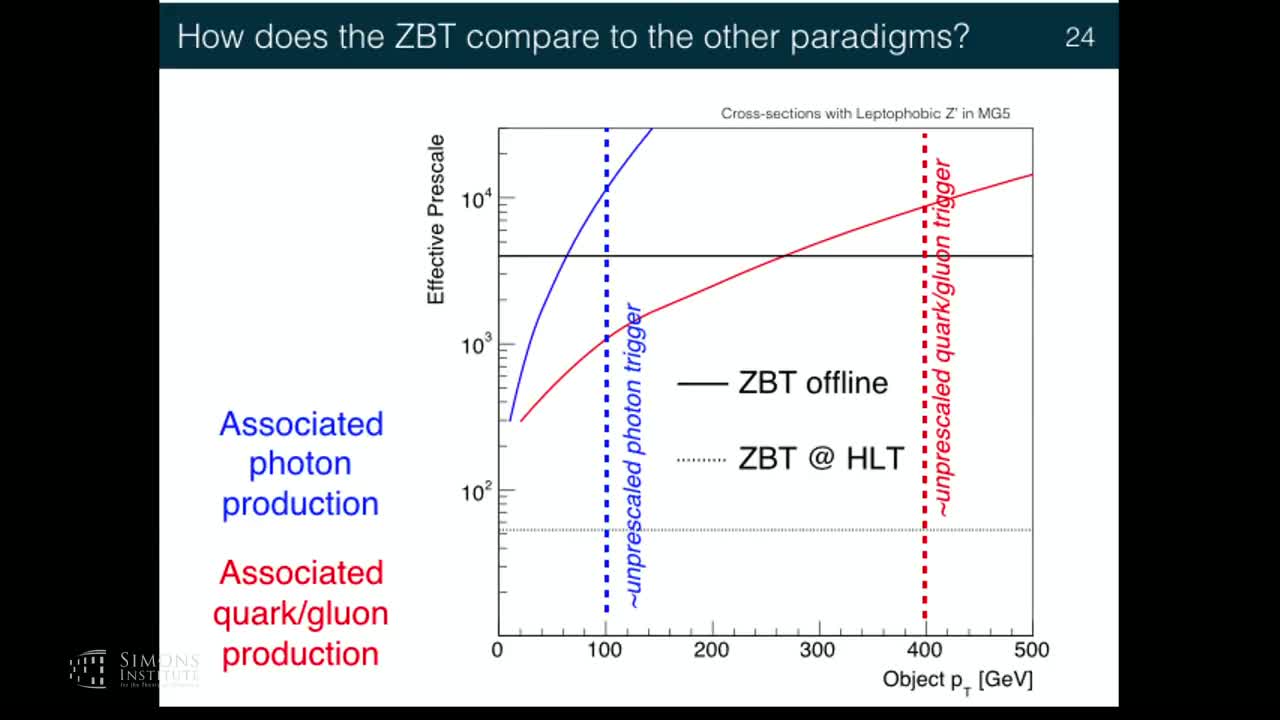 How does the ZBT compare to the other paradigms?
24
Cross-sections with Leptophobic Z' in MG5
Effective Prescale
10^4
10^3
10^2
~unprescaled photon trigger
~unprescaled quark/gluon trigger
ZBT offline
ZBT @ HLT
0
100
200
300
400
500
Object p_T [GeV]
Associated
photon
production
Associated
quark/gluon
production
SIMONS
INSTITUTE